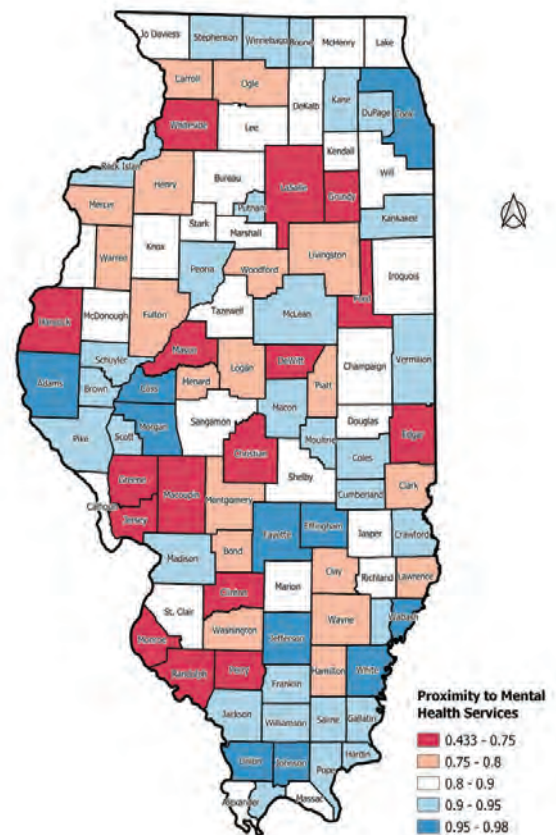 Jo Daviess Stephenson Winnebago Boone McHenry Lake
Carroll Ogle DeKalb Kane DuPage Cook
Whiteside Lee Kendall Will
Rock Islan Henry Bureau LaSalle Grundy
Mercer Putnam Kankakee
Stark Marshall
Warren Knox Peoria Woodford Livingston Ford Iroquois
Hancock McDonough Fulton Tazewell McLean
Mason Logan DeWitt Champaign Vermilion
Schuyler
Adams Brown Cass Menard Piatt
Morgan Sangamon Macon Douglas
Pike Scott Moultrie Coles Edgar
Christian
Greene Macoupin Shelby Cumberland Clark
Calhoun Jersey Montgomery
Fayette Effingham Jasper Crawford
Madison Bond
Clay Richland Lawrence
Clinton Marion
St. Clair Wayne Wabash
Monroe Washington Jefferson
Randolph Perry Hamilton White
Franklin
Jackson Williamson Saline Gallatin
Hardin
Union Johnson Pope
Alexander Massac
Proximity to Mental
Health Services
0.433 - 0.75
0.75 - 0.8
0.8 - 0.9
0.9 - 0.95
0.95 - 0.98